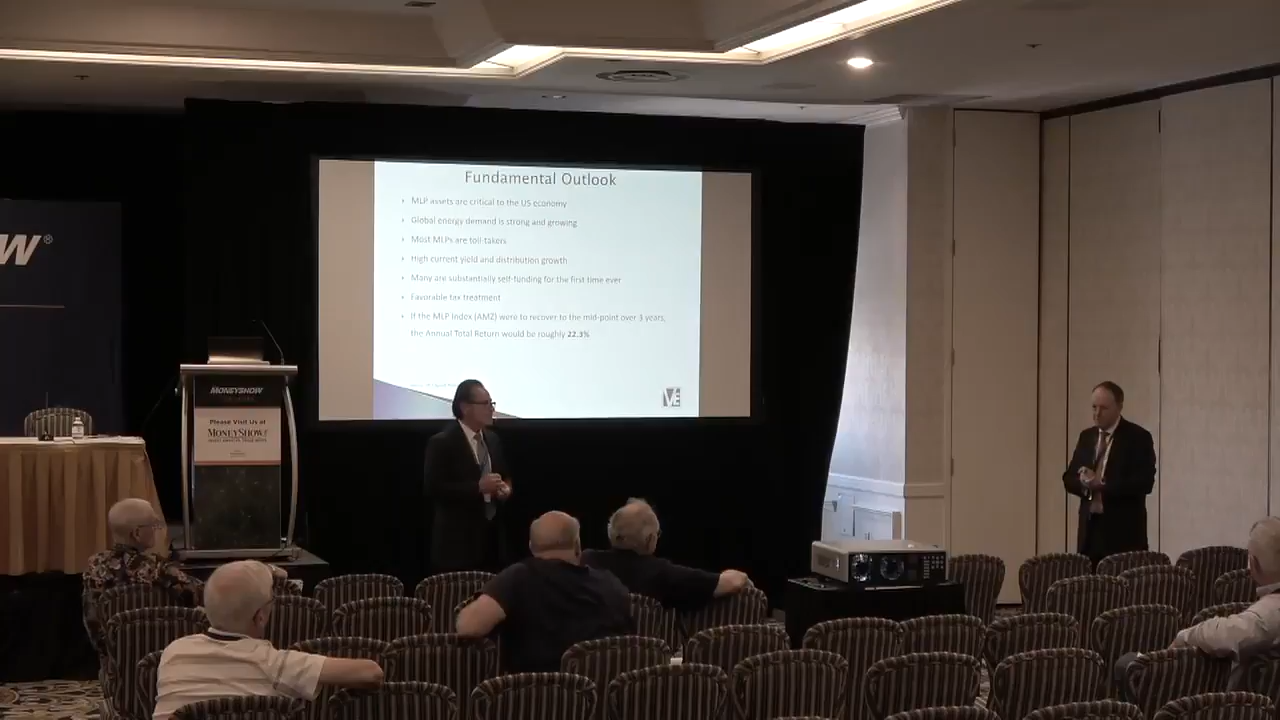 Fundamental Outlook
• MLP assets are critical to the US economy
• Global energy demand is strong and growing
• Most MLPs are toll-takers
• High current yield and distribution growth
• Many are substantially self-funding for the first time ever
• Favorable tax treatment
• If the MLP Index (AMZ) were to recover to the mid-point over 3 years,
the Annual Total Return would be roughly 22.3%
VE
W®
MONEYSHOW
Please Visit Us at
MONEYSHOW